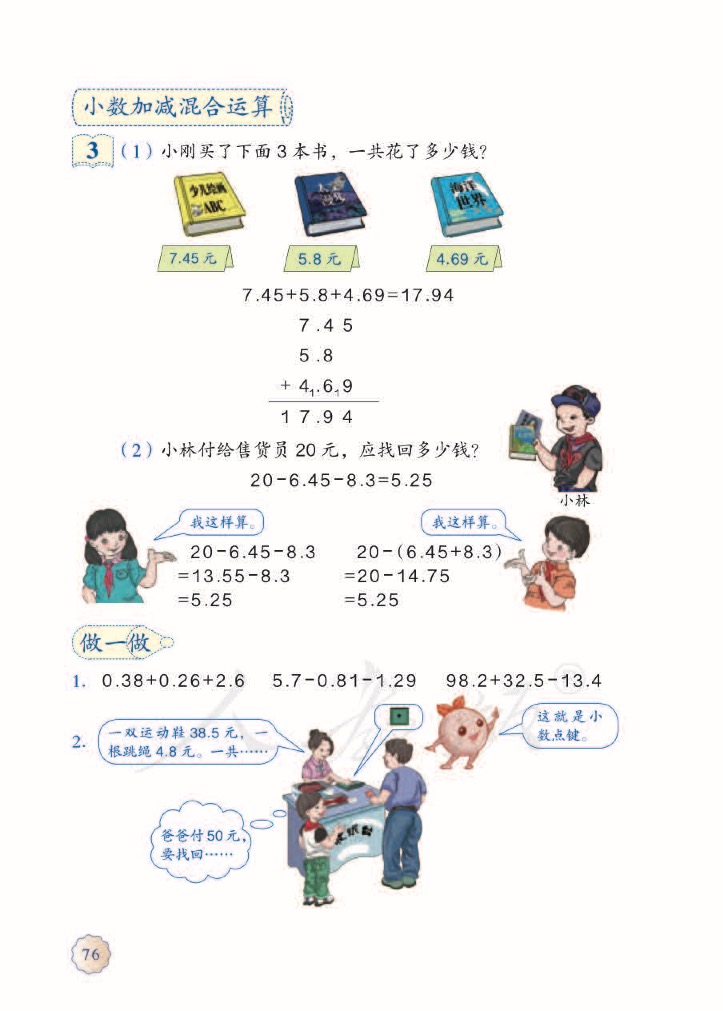 小数加减混合运算
3 （1）小刚买了下面3本书，一共花了多少钱？
少儿绘画 ABC
海洋世界
7.45元 5.8元 4.69元
7.45+5.8+4.69=17.94
7.45
5.8
+ 4₁.6₁9
17.94
（2）小林付给售货员20元，应找回多少钱？
20-6.45-8.3=5.25
小林
我这样算。 我这样算。
20-6.45-8.3 20-(6.45+8.3)
=13.55-8.3 =20-14.75
=5.25 =5.25
做一做
1. 0.38+0.26+2.6 5.7-0.81-1.29 98.2+32.5-13.4
2. 一双运动鞋38.5元，一
根跳绳4.8元。一共……
这就是小
数点键。
爸爸付50元，
要找回……
76